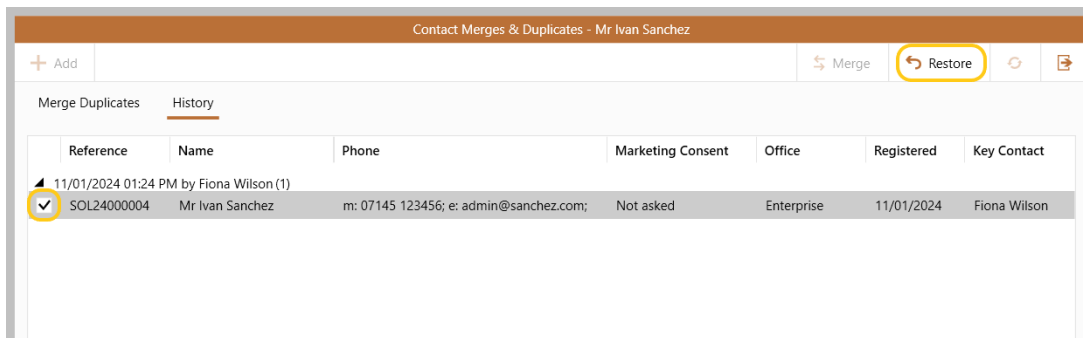 Contact Merges & Duplicates - Mr Ivan Sanchez
Add Merge Restore
Merge Duplicates History
Reference Name Phone Marketing Consent Office Registered Key Contact
11/01/2024 01:24 PM by Fiona Wilson (1)
SOL24000004 Mr Ivan Sanchez m: 07145 123456; e: admin@sanchez.com; Not asked Enterprise 11/01/2024 Fiona Wilson